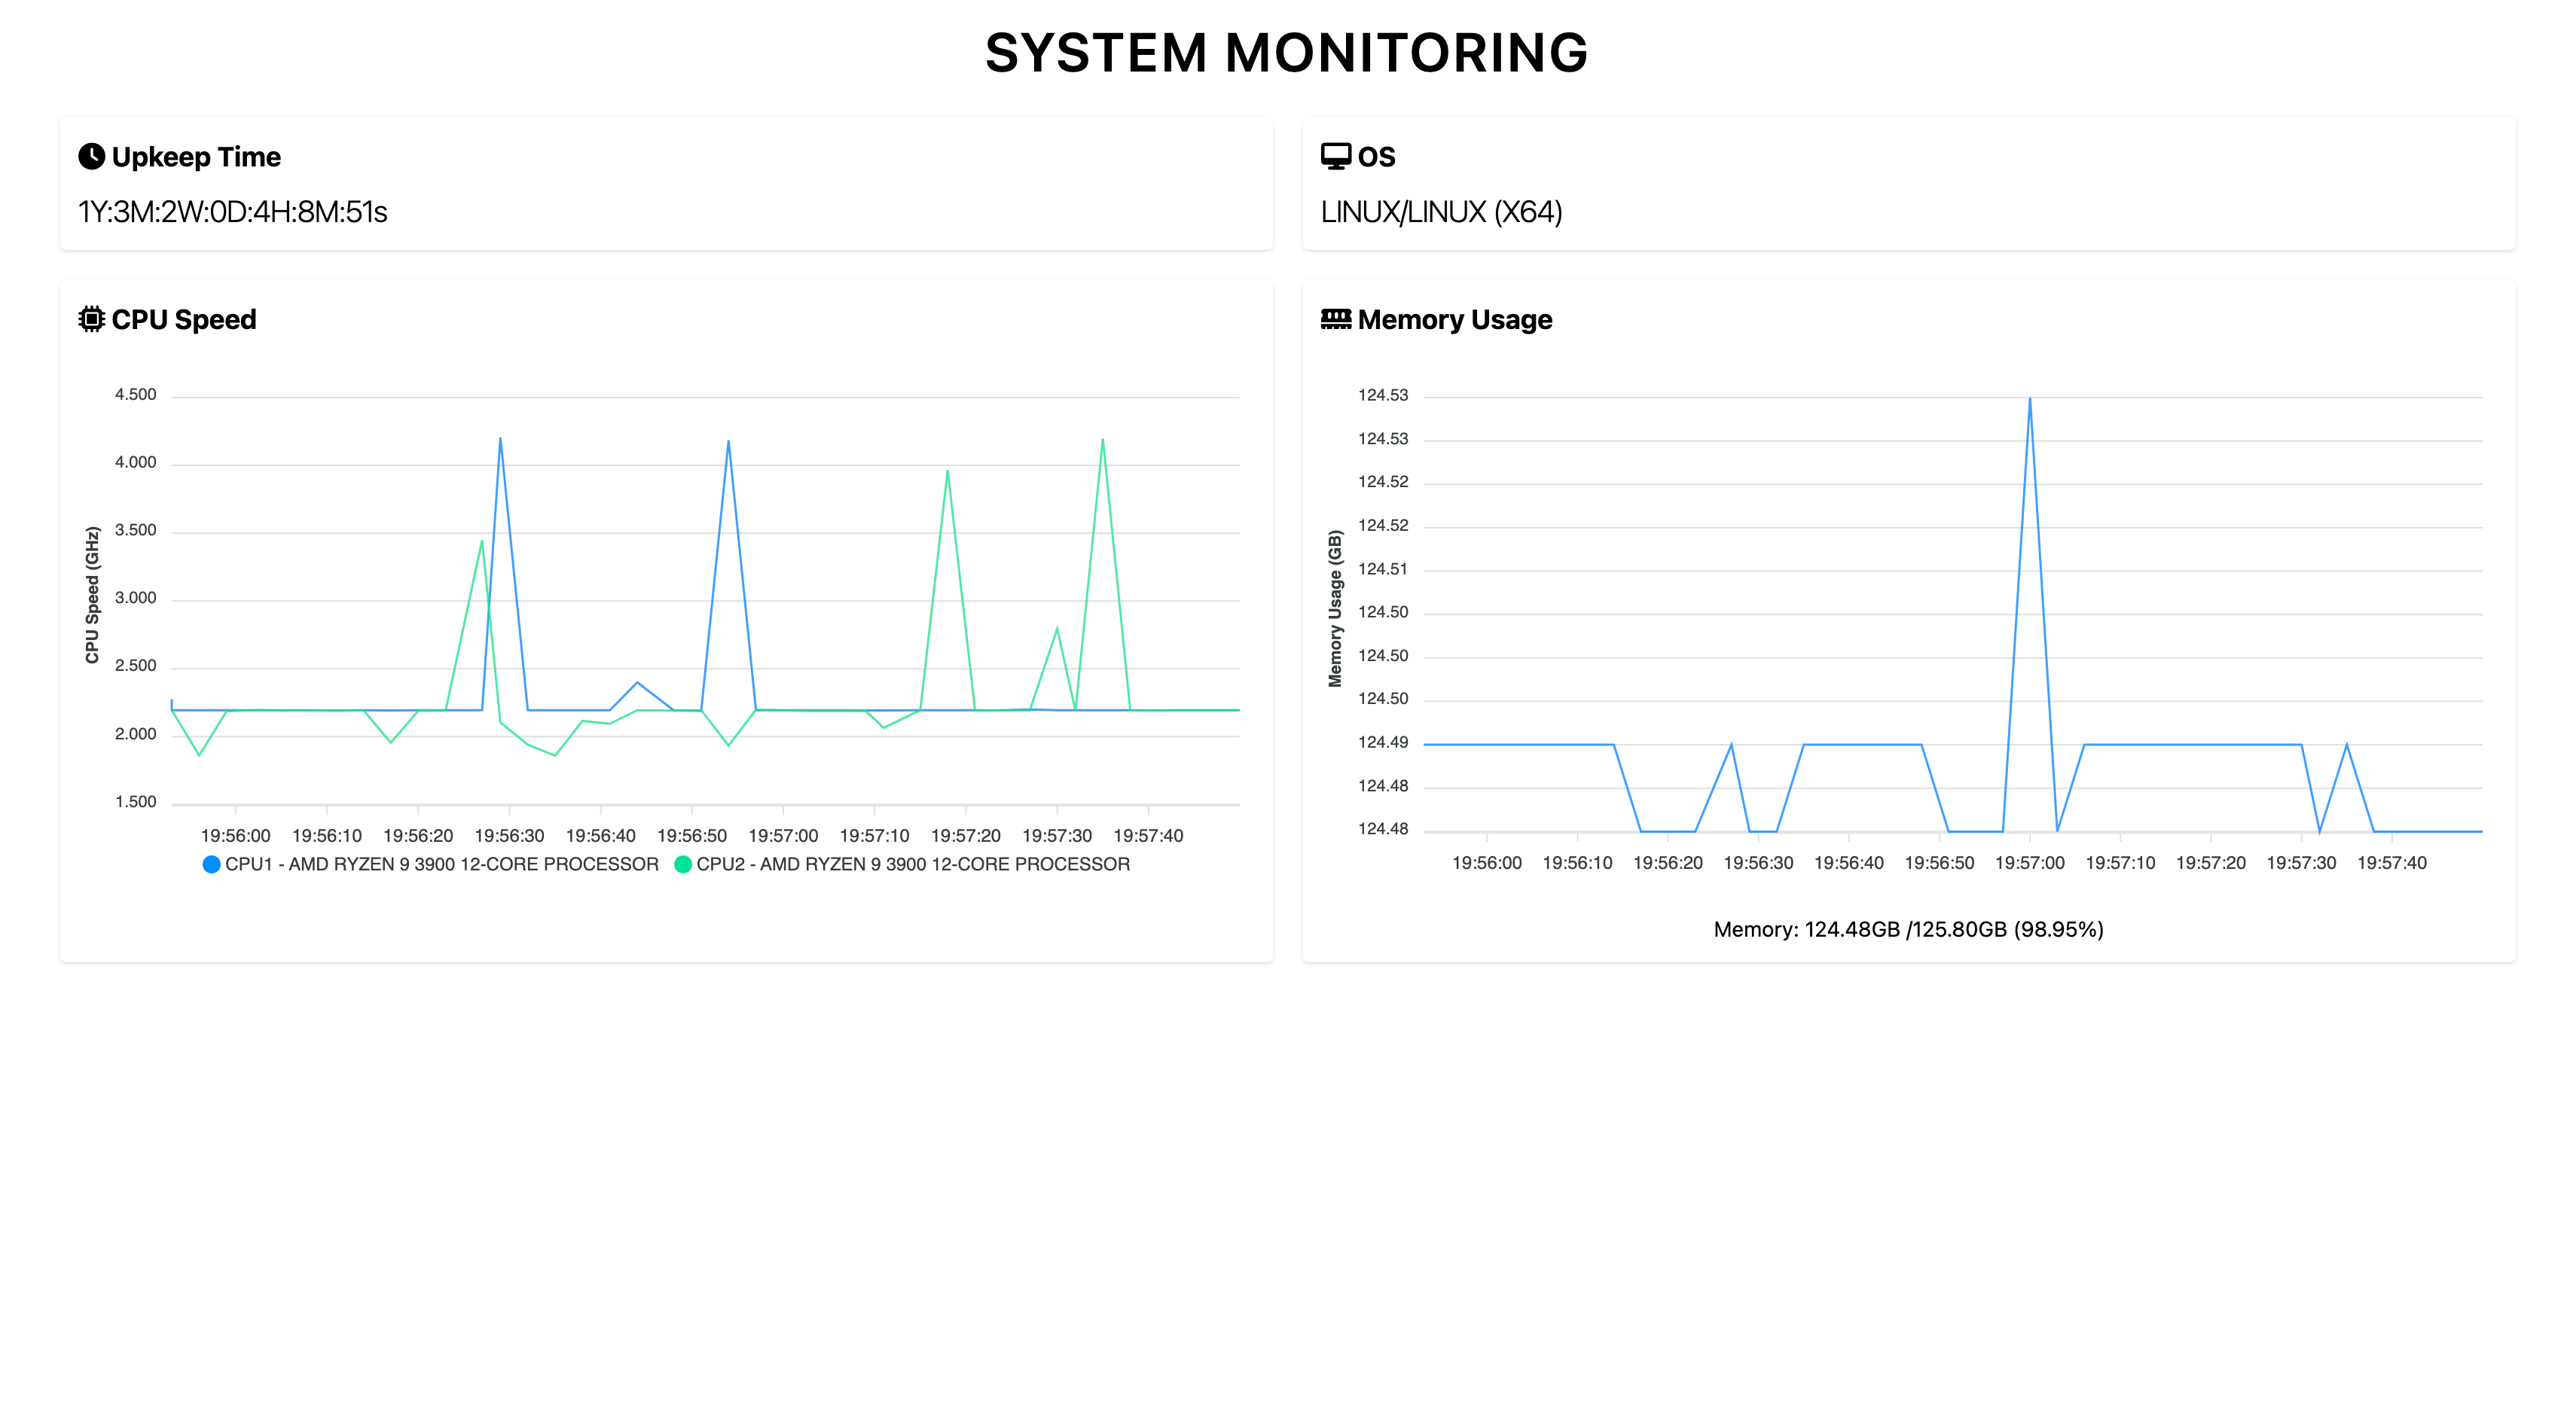 SYSTEM MONITORING
Upkeep Time
1Y:3M:2W:0D:4H:8M:51s
OS
LINUX/LINUX (X64)
CPU Speed
4.500
4.000
3.500
3.000
2.500
2.000
1.500
CPU Speed (GHz)
19:56:00 19:56:10 19:56:20 19:56:30 19:56:40 19:56:50 19:57:00 19:57:10 19:57:20 19:57:30 19:57:40
CPU1 - AMD RYZEN 9 3900 12-CORE PROCESSOR CPU2 - AMD RYZEN 9 3900 12-CORE PROCESSOR
Memory Usage
124.53
124.53
124.52
124.52
124.51
124.50
124.50
124.50
124.49
124.48
124.48
Memory Usage (GB)
19:56:00 19:56:10 19:56:20 19:56:30 19:56:40 19:56:50 19:57:00 19:57:10 19:57:20 19:57:30 19:57:40
Memory: 124.48GB /125.80GB (98.95%)